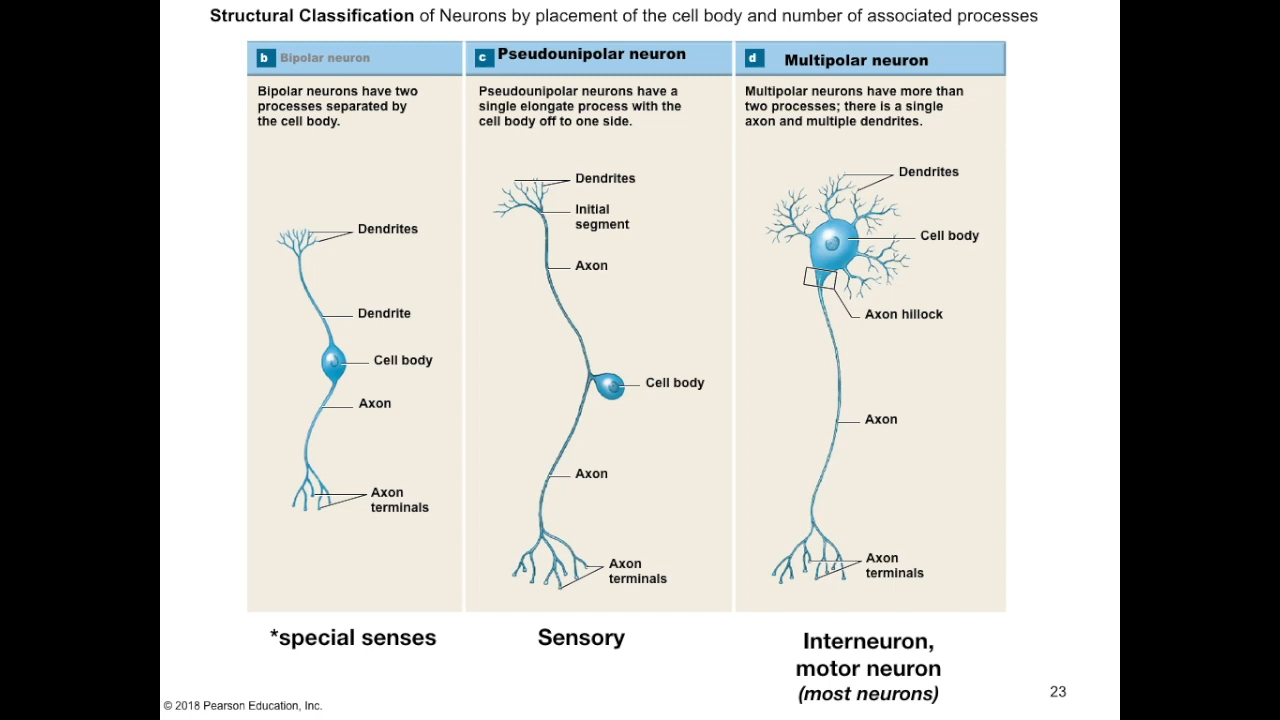 Structural Classification of Neurons by placement of the cell body and number of associated processes
b Bipolar neuron
Bipolar neurons have two
processes separated by
the cell body.
Dendrites
Dendrite
Cell body
Axon
Axon
terminals
*special senses
c Pseudounipolar neuron
Pseudounipolar neurons have a
single elongate process with the
cell body off to one side.
Dendrites
Initial
segment
Axon
Cell body
Axon
Axon
terminals
Sensory
d Multipolar neuron
Multipolar neurons have more than
two processes; there is a single
axon and multiple dendrites.
Dendrites
Cell body
Axon hillock
Axon
Axon
terminals
Interneuron,
motor neuron
(most neurons)
© 2018 Pearson Education, Inc.
23